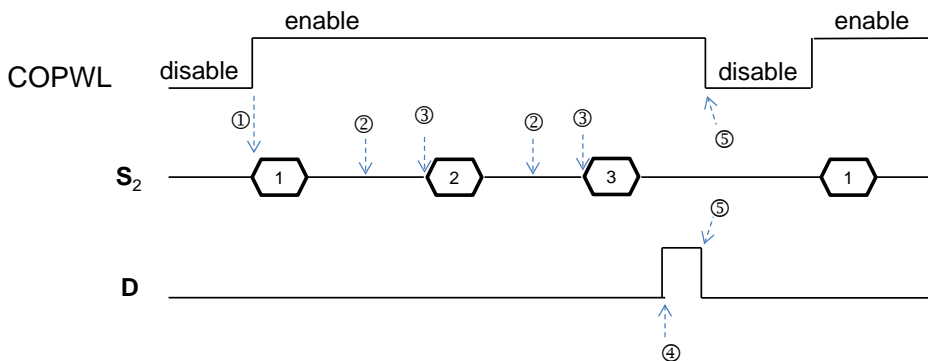 enable
enable
COPWL
disable
disable
①
②
③
②
③
⑤
S₂
1
2
3
1
⑤
D
④